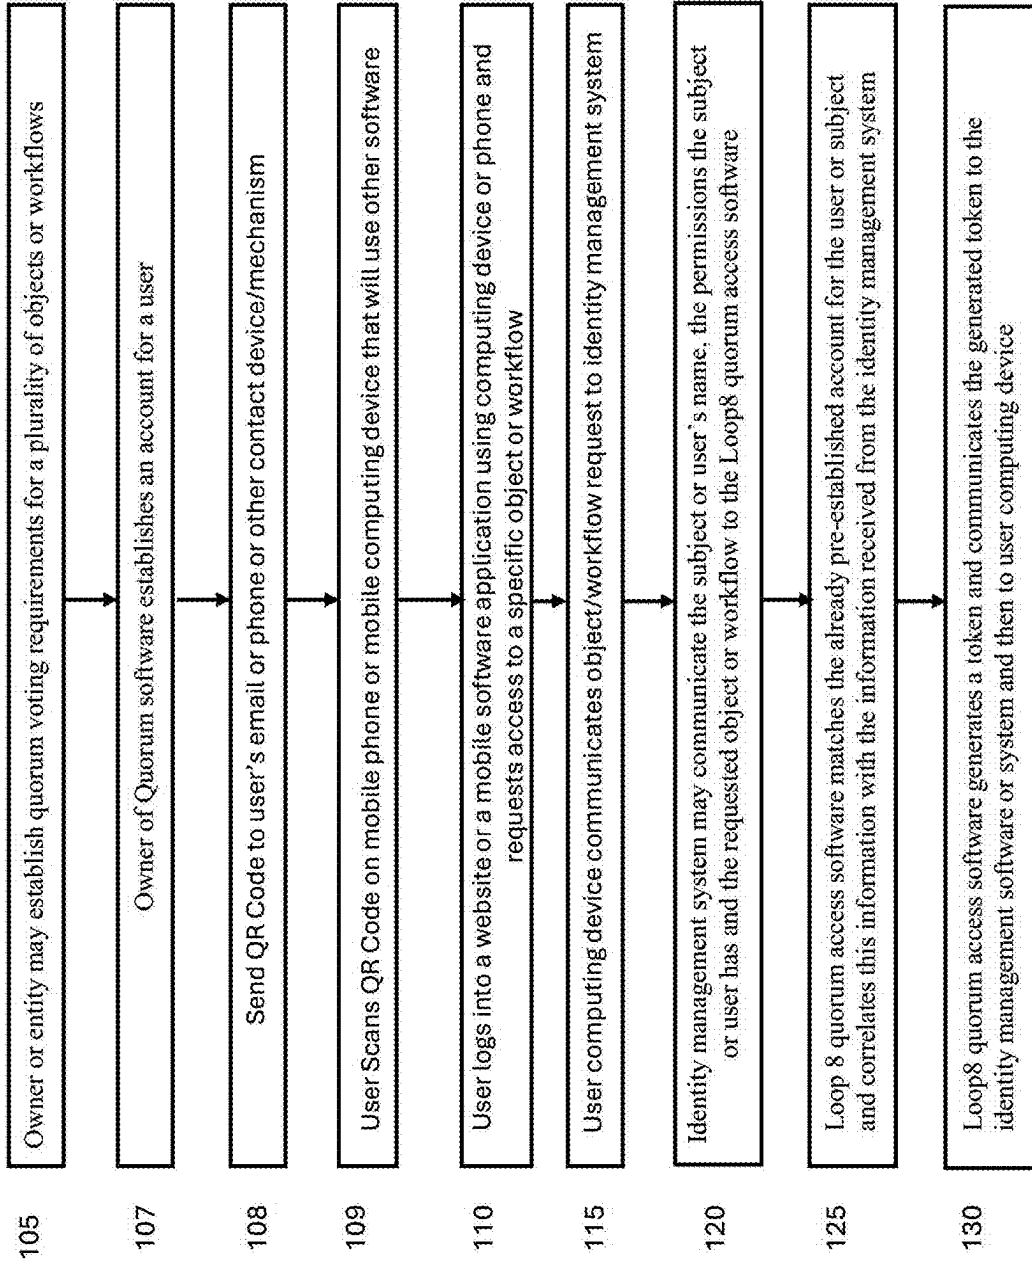 105
Owner or entity may establish quorum voting requirements for a plurality of objects or workflows
107
Owner of Quorum software establishes an account for a user
108
Send QR Code to user's email or phone or other contact device/mechanism
109
User Scans QR Code on mobile phone or mobile computing device that will use other software
110
User logs into a website or a mobile software application using computing device or phone and
requests access to a specific object or workflow
115
User computing device communicates object/workflow request to identity management system
120
Identity management system may communicate the subject or user's name, the permissions the subject
or user has and the requested object or workflow to the Loop8 quorum access software
125
Loop 8 quorum access software matches the already pre-established account for the user or subject
and correlates this information with the information received from the identity management system
130
Loop8 quorum access software generates a token and communicates the generated token to the
identity management software or system and then to user computing device